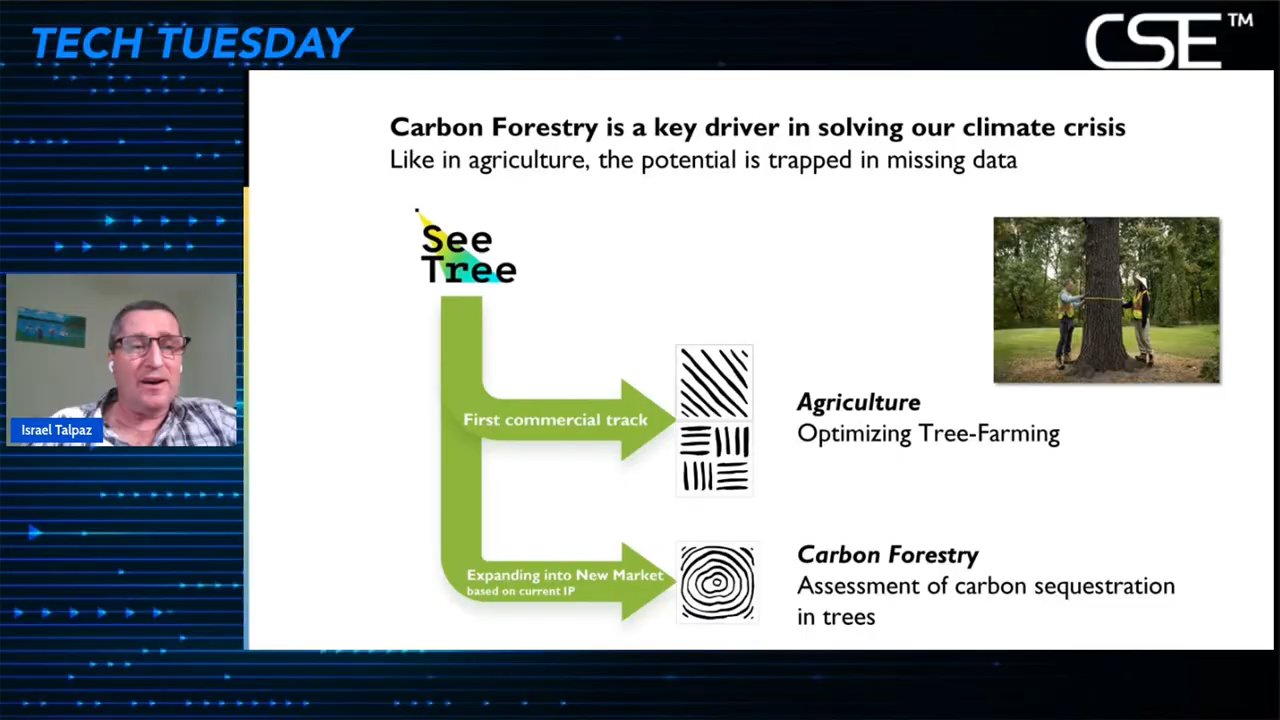 TECH TUESDAY
CSE™
Carbon Forestry is a key driver in solving our climate crisis
Like in agriculture, the potential is trapped in missing data
See
Tree
First commercial track
Agriculture
Optimizing Tree-Farming
Israel Talpaz
Expanding into New Market
based on current IP
Carbon Forestry
Assessment of carbon sequestration
in trees